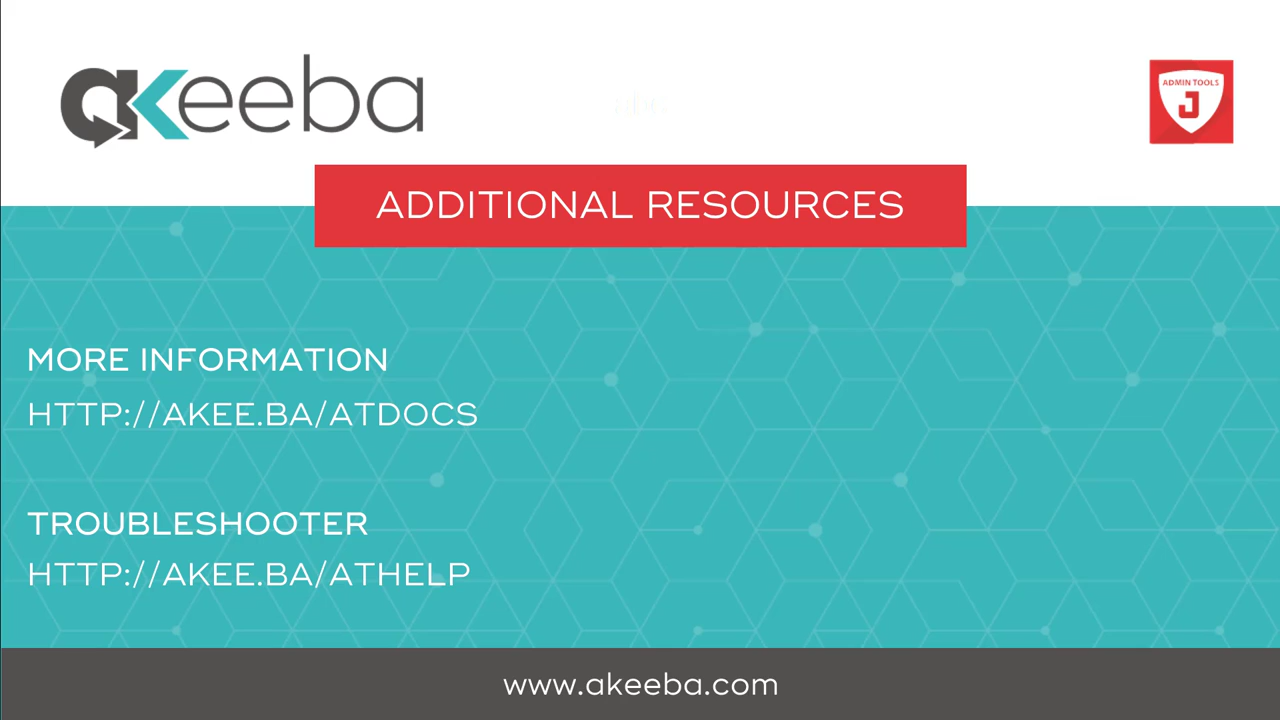 akeeba
ADMIN TOOLS
J
ADDITIONAL RESOURCES
MORE INFORMATION
HTTP://AKEE.BA/ATDOCS
TROUBLESHOOTER
HTTP://AKEE.BA/ATHELP
www.akeeba.com